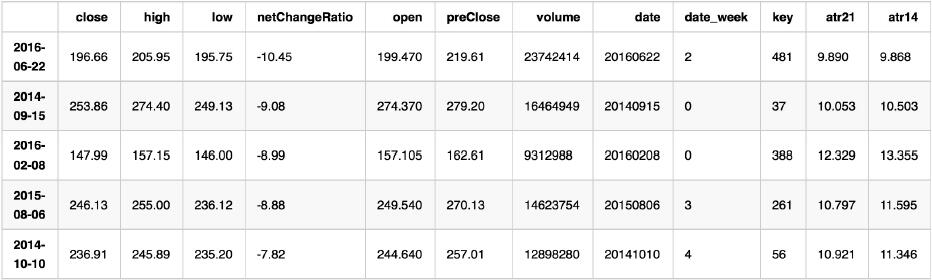 close high low netChangeRatio open preClose volume date date_week key atr21 atr14
2016-06-22 196.66 205.95 195.75 -10.45 199.470 219.61 23742414 20160622 2 481 9.890 9.868
2014-09-15 253.86 274.40 249.13 -9.08 274.370 279.20 16464949 20140915 0 37 10.053 10.503
2016-02-08 147.99 157.15 146.00 -8.99 157.105 162.61 9312988 20160208 0 388 12.329 13.355
2015-08-06 246.13 255.00 236.12 -8.88 249.540 270.13 14623754 20150806 3 261 10.797 11.595
2014-10-10 236.91 245.89 235.20 -7.82 244.640 257.01 12898280 20141010 4 56 10.921 11.346